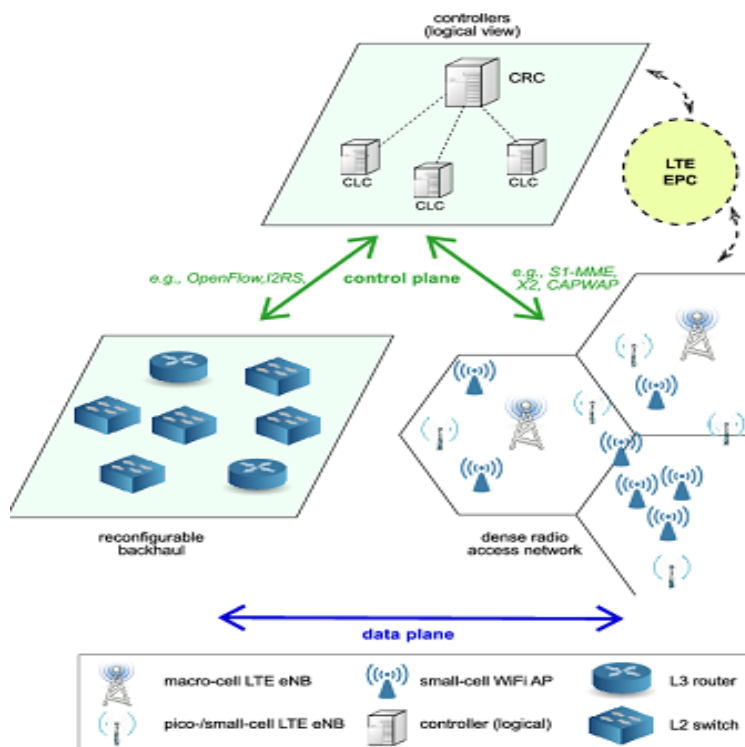 controllers
(logical view)
CRC
CLC
CLC
CLC
LTE
EPC
e.g., OpenFlow,I2RS,
control plane
e.g., S1-MME,
X2, CAPWAP
reconfigurable
backhaul
dense radio
access network
data plane
macro-cell LTE eNB
small-cell WiFi AP
L3 router
pico-/small-cell LTE eNB
controller (logical)
L2 switch